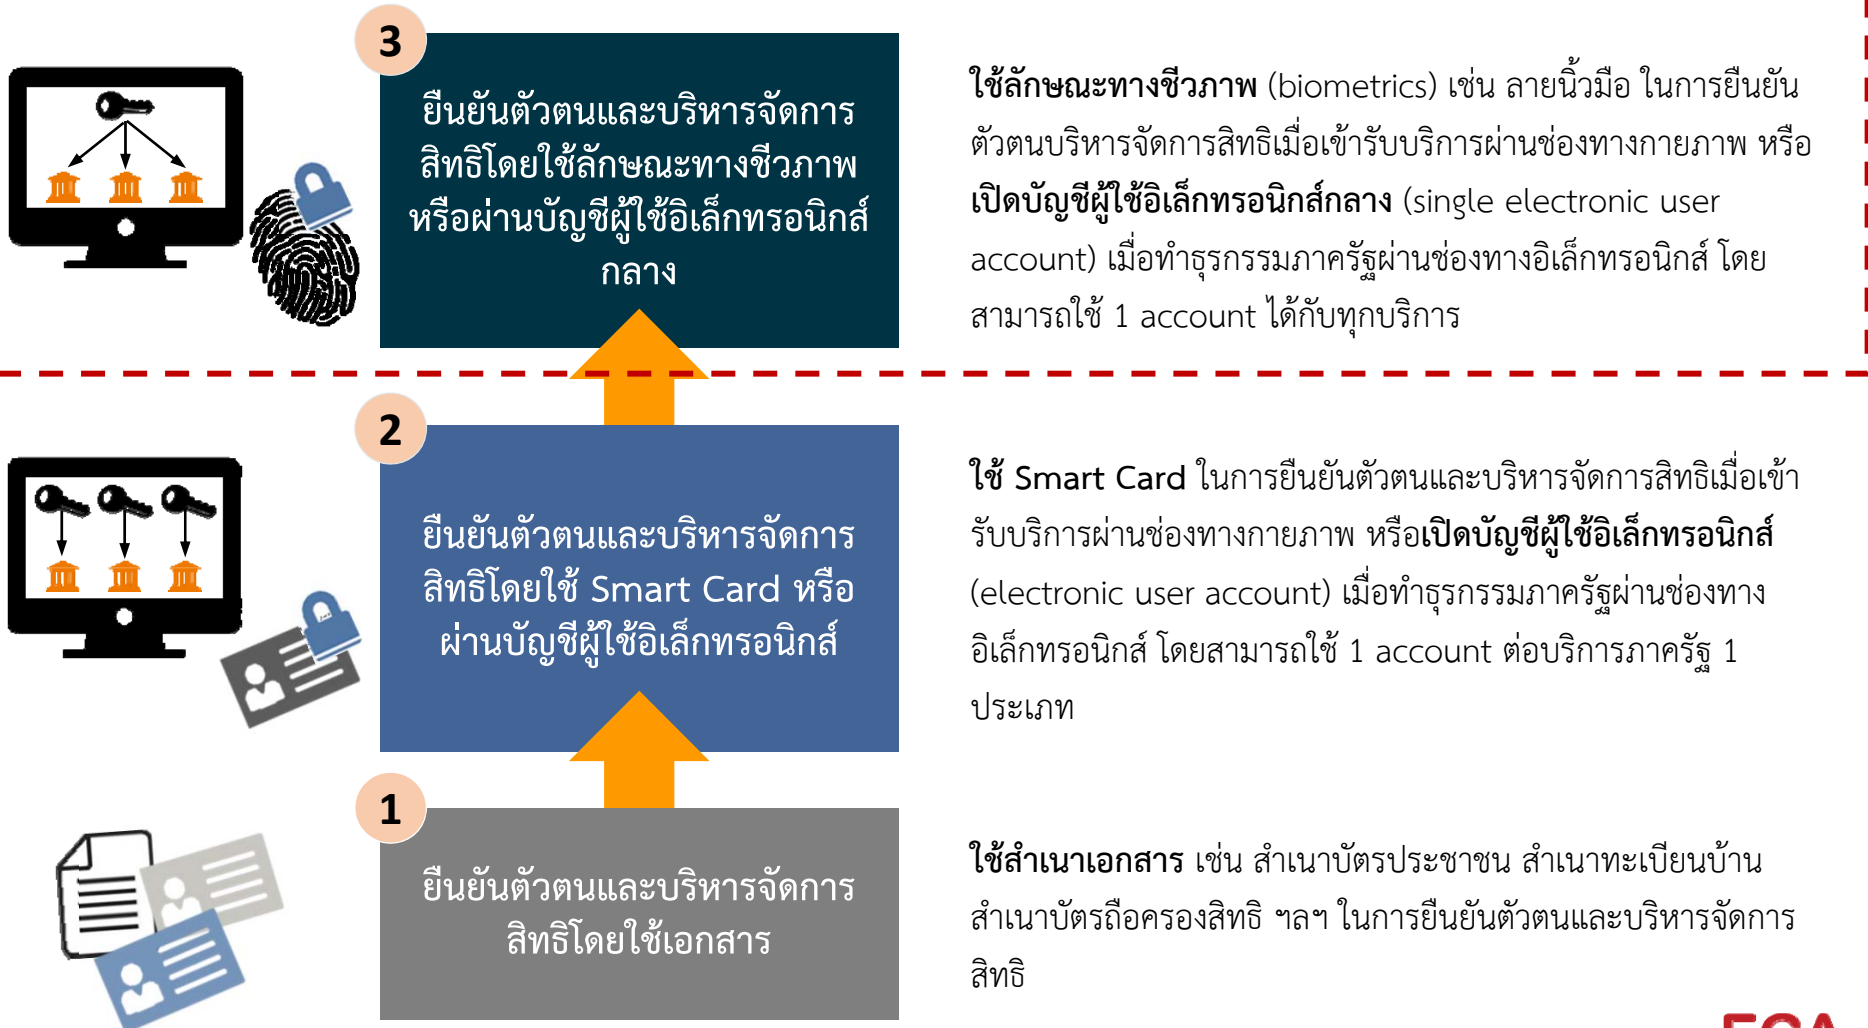 3
ยืนยันตัวตนและบริหารจัดการ
สิทธิโดยใช้ลักษณะทางชีวภาพ
หรือผ่านบัญชีผู้ใช้อิเล็กทรอนิกส์
กลาง
ใช้ลักษณะทางชีวภาพ (biometrics) เช่น ลายนิ้วมือ ในการยืนยัน
ตัวตนบริหารจัดการสิทธิเมื่อเข้ารับบริการผ่านช่องทางกายภาพ หรือ
เปิดบัญชีผู้ใช้อิเล็กทรอนิกส์กลาง (single electronic user
account) เมื่อทำธุรกรรมภาครัฐผ่านช่องทางอิเล็กทรอนิกส์ โดย
สามารถใช้ 1 account ได้กับทุกบริการ
2
ยืนยันตัวตนและบริหารจัดการ
สิทธิโดยใช้ Smart Card หรือ
ผ่านบัญชีผู้ใช้อิเล็กทรอนิกส์
ใช้ Smart Card ในการยืนยันตัวตนและบริหารจัดการสิทธิเมื่อเข้า
รับบริการผ่านช่องทางกายภาพ หรือเปิดบัญชีผู้ใช้อิเล็กทรอนิกส์
(electronic user account) เมื่อทำธุรกรรมภาครัฐผ่านช่องทาง
อิเล็กทรอนิกส์ โดยสามารถใช้ 1 account ต่อบริการภาครัฐ 1
ประเภท
1
ยืนยันตัวตนและบริหารจัดการ
สิทธิโดยใช้เอกสาร
ใช้สำเนาเอกสาร เช่น สำเนาบัตรประชาชน สำเนาทะเบียนบ้าน
สำเนาบัตรถือครองสิทธิ ฯลฯ ในการยืนยันตัวตนและบริหารจัดการ
สิทธิ